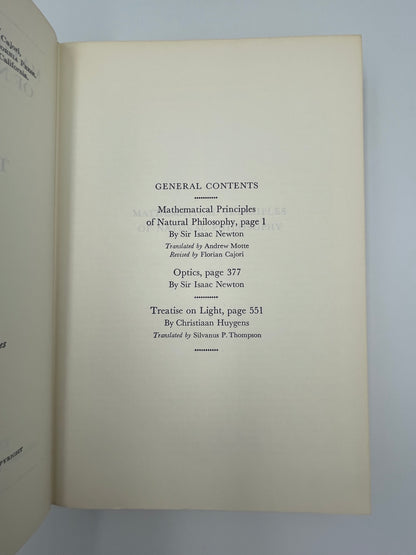 Cajori,
California.
GENERAL CONTENTS
Mathematical Principles
of Natural Philosophy, page 1
By Sir Isaac Newton
Translated by Andrew Motte
Revised by Florian Cajori
Optics, page 377
By Sir Isaac Newton
Treatise on Light, page 551
By Christiaan Huygens
Translated by Silvanus P. Thompson